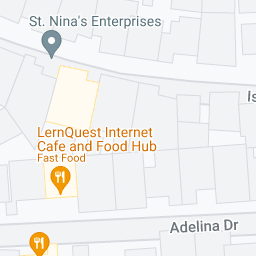 St. Nina's Enterprises
LernQuest Internet
Cafe and Food Hub
Fast Food
Adelina Dr